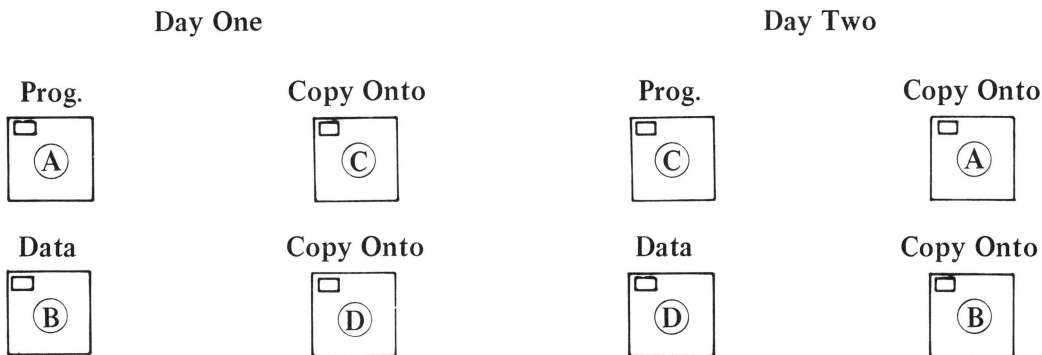 Day One Day Two
Prog. Copy Onto Prog. Copy Onto
A C C A
Data Copy Onto Data Copy Onto
B D D B